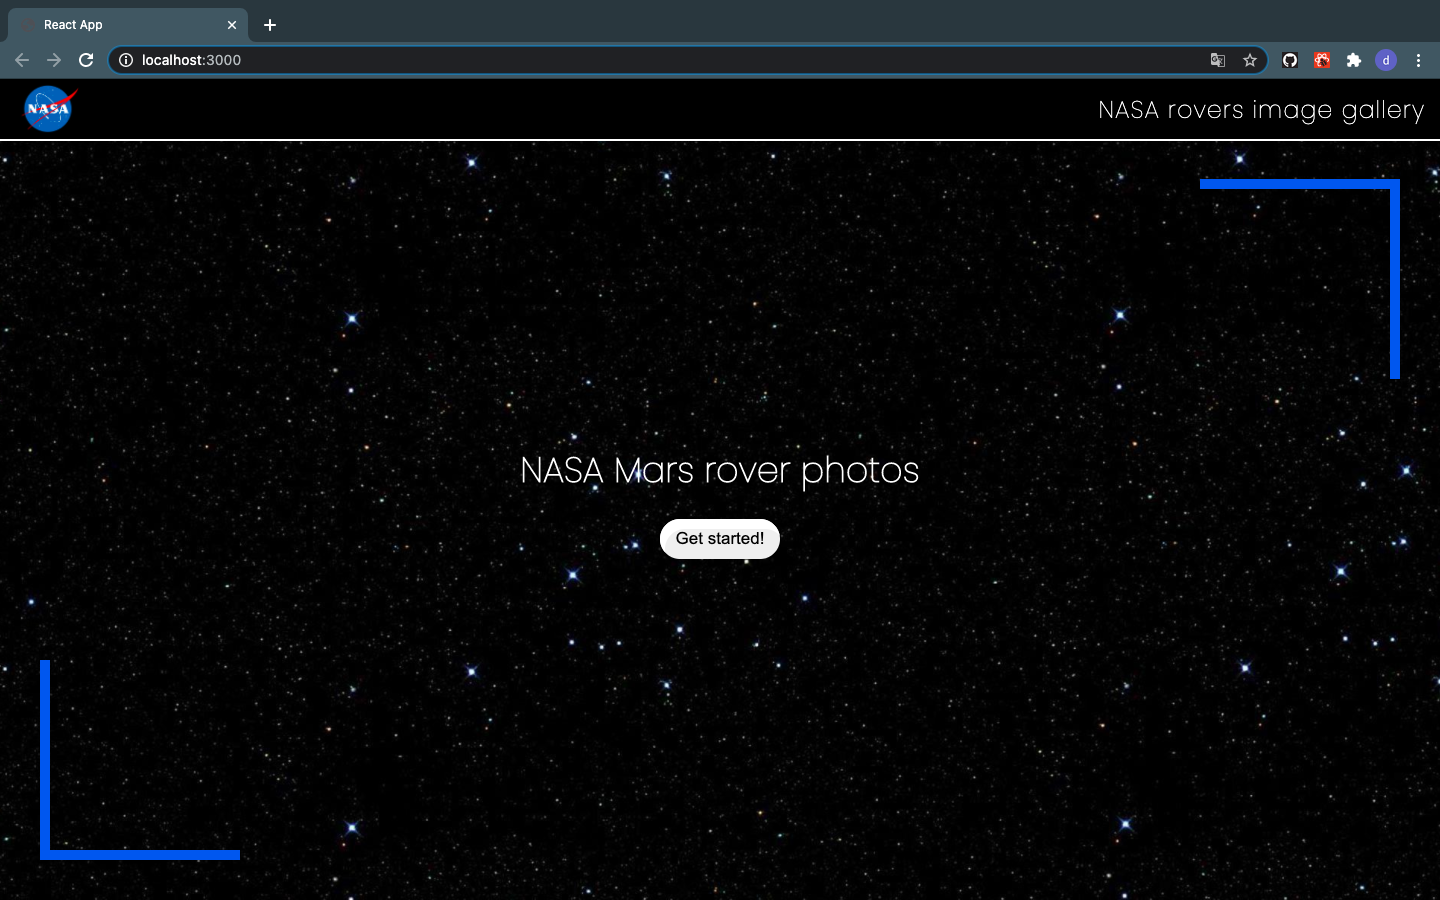 React App
localhost:3000
d
NASA
NASA rovers image gallery
NASA Mars rover photos
Get started!